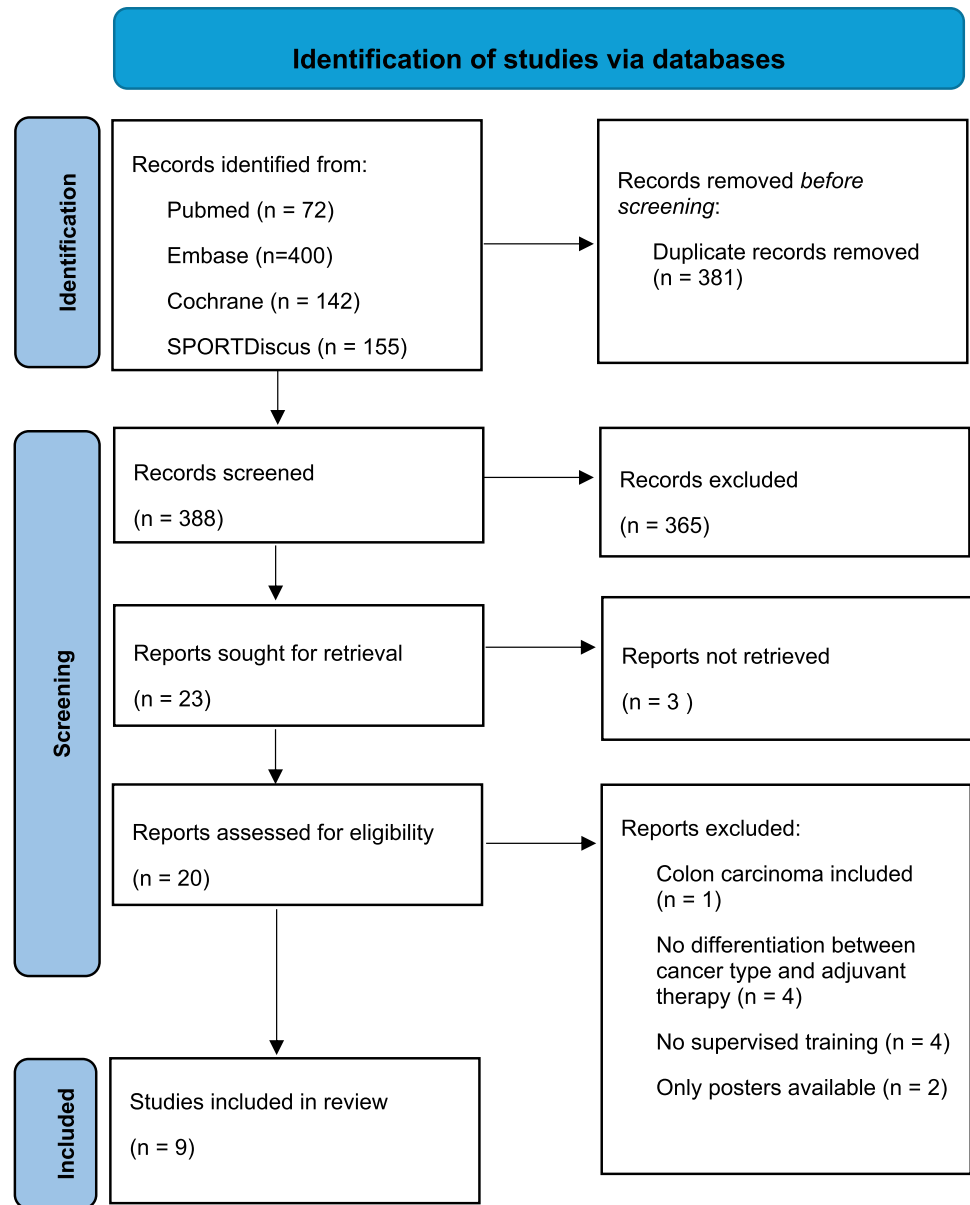 Identification of studies via databases
Identification
Records identified from:
Pubmed (n = 72)
Embase (n=400)
Cochrane (n = 142)
SPORTDiscus (n = 155)
Records removed before
screening:
Duplicate records removed
(n = 381)
Screening
Records screened
(n = 388)
Records excluded
(n = 365)
Reports sought for retrieval
(n = 23)
Reports not retrieved
(n = 3 )
Reports assessed for eligibility
(n = 20)
Reports excluded:
Colon carcinoma included
(n = 1)
No differentiation between
cancer type and adjuvant
therapy (n = 4)
No supervised training (n = 4)
Only posters available (n = 2)
Included
Studies included in review
(n = 9)